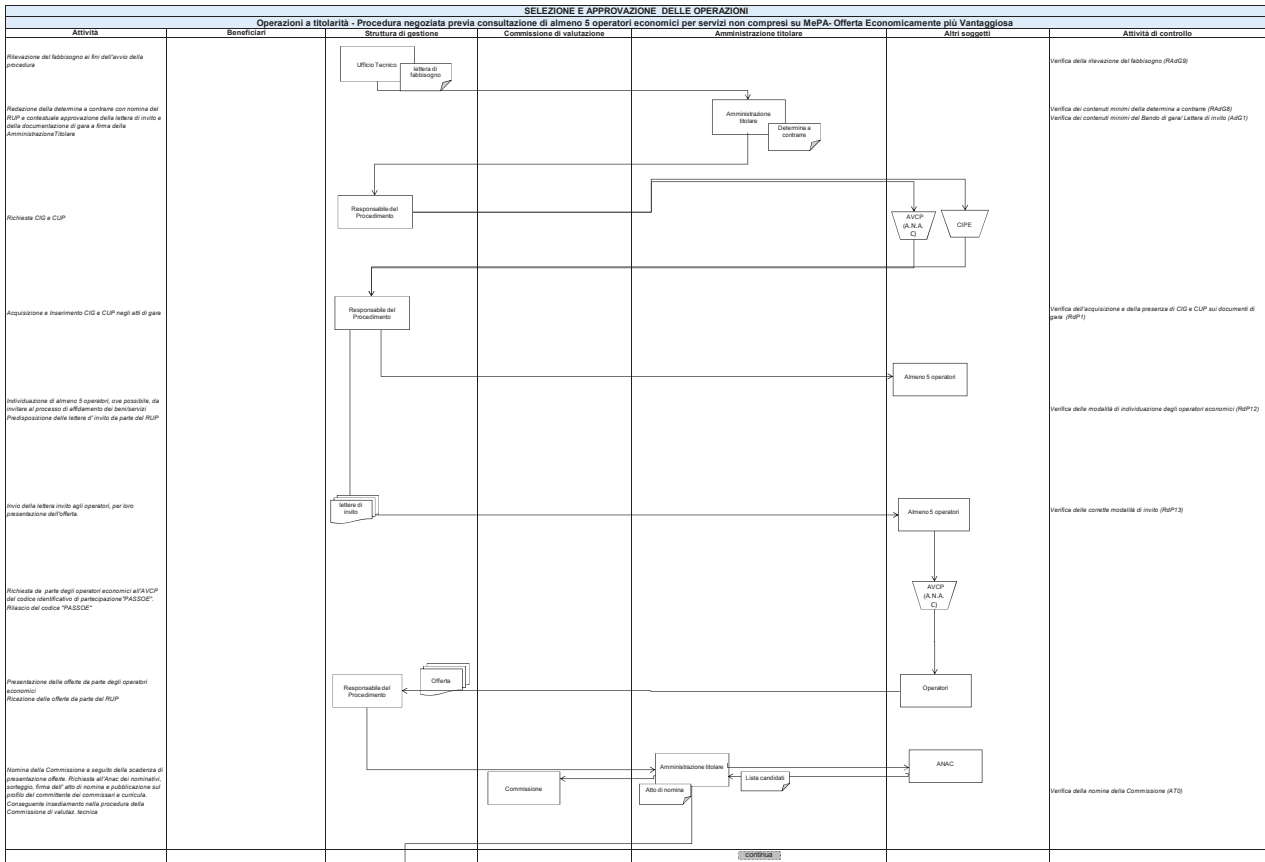 SELEZIONE E APPROVAZIONE DELLE OPERAZIONI
Operazioni a titolarità - Procedura negoziata previa consultazione di almeno 5 operatori economici per servizi non compresi su MePA- Offerta Economicamente più Vantaggiosa
Attività
Beneficiari
Struttura di gestione
Commissione di valutazione
Amministrazione titolare
Altri soggetti
Attività di controllo
Rilevazione del fabbisogno ai fini dell'avvio della
procedura
Ufficio Tecnico
lettera di
fabbisogno
Verifica della rilevazione del fabbisogno (RAdG9)
Redazione della determina a contrarre con nomina del
RUP e contestuale approvazione della lettera di invito e
della documentazione di gara a firma della
AmministrazioneTitolare
Amministrazione
titolare
Determina a
contrarre
Verifica dei contenuti minimi della determina a contrarre (RAdG8)
Verifica dei contenuti minimi del Bando di gara/ Lettera di invito (AdG1)
Richiesta CIG e CUP
Responsabile del
Procedimento
AVCP
(A.N.A.
C)
CIPE
Acquisizione e Inserimento CIG e CUP negli atti di gara
Responsabile del
Procedimento
Verifica dell'acquisizione e della presenza di CIG e CUP sui documenti di
gara (RdP1)
Almeno 5 operatori
Individuazione di almeno 5 operatori, ove possibile, da
invitare al processo di affidamento dei beni/servizi
Predisposizione delle lettere d' invito da parte del RUP
Verifica delle modalità di individuazione degli operatori economici (RdP12)
Invio della lettera invito agli operatori, per loro
presentazione dell'offerta.
lettere di
invito
Almeno 5 operatori
Verifica delle corrette modalità di invito (RdP13)
Richiesta da parte degli operatori economici all'AVCP
del codice identificativo di partecipazione"PASSOE".
Rilascio del codice "PASSOE"
AVCP
(A.N.A.
C)
Presentazione delle offerte da parte degli operatori
economici
Ricezione delle offerte da parte del RUP
Responsabile del
Procedimento
Offerta
Operatori
Nomina della Commissione a seguito della scadenza di
presentazione offerte. Richiesta all'Anac dei nominativi,
sorteggio, firma dell' atto di nomina e pubblicazione sul
profilo del committente dei commissari e curricula.
Conseguente insediamento nella procedura della
Commissione di valutaz. tecnica
Commissione
Amministrazione titolare
Atto di nomina
Lista candidati
ANAC
Verifica della nomina della Commissione (AT0)
continua